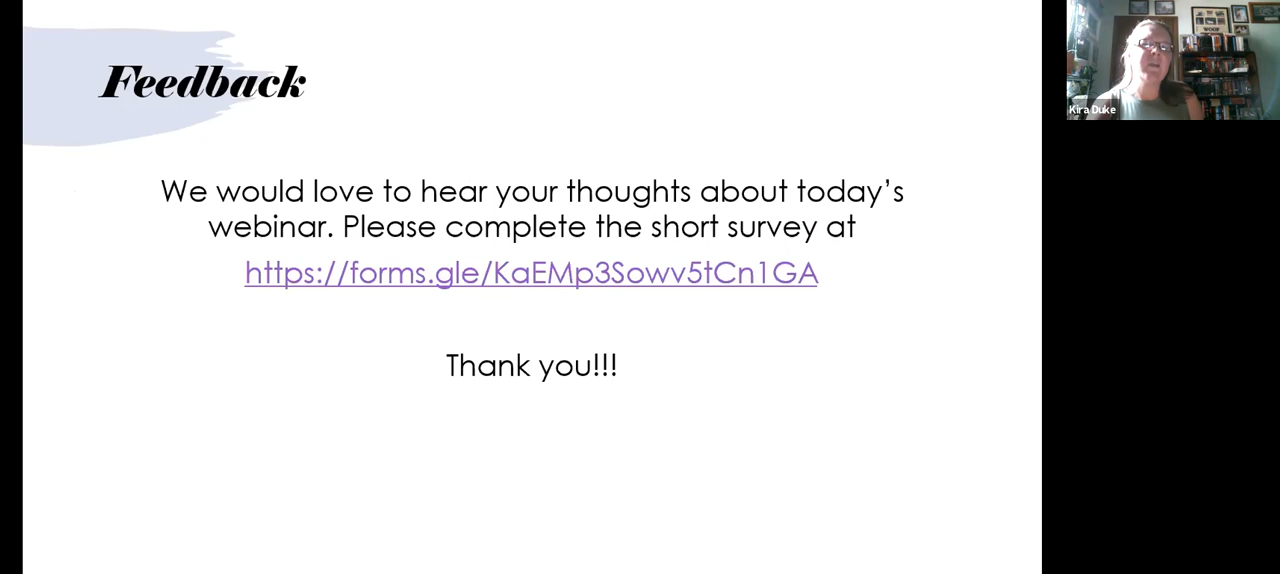 Feedback
We would love to hear your thoughts about today's
webinar. Please complete the short survey at
https://forms.gle/KaEMp3Sowv5tCn1GA
Thank you!!!
Kira Duke